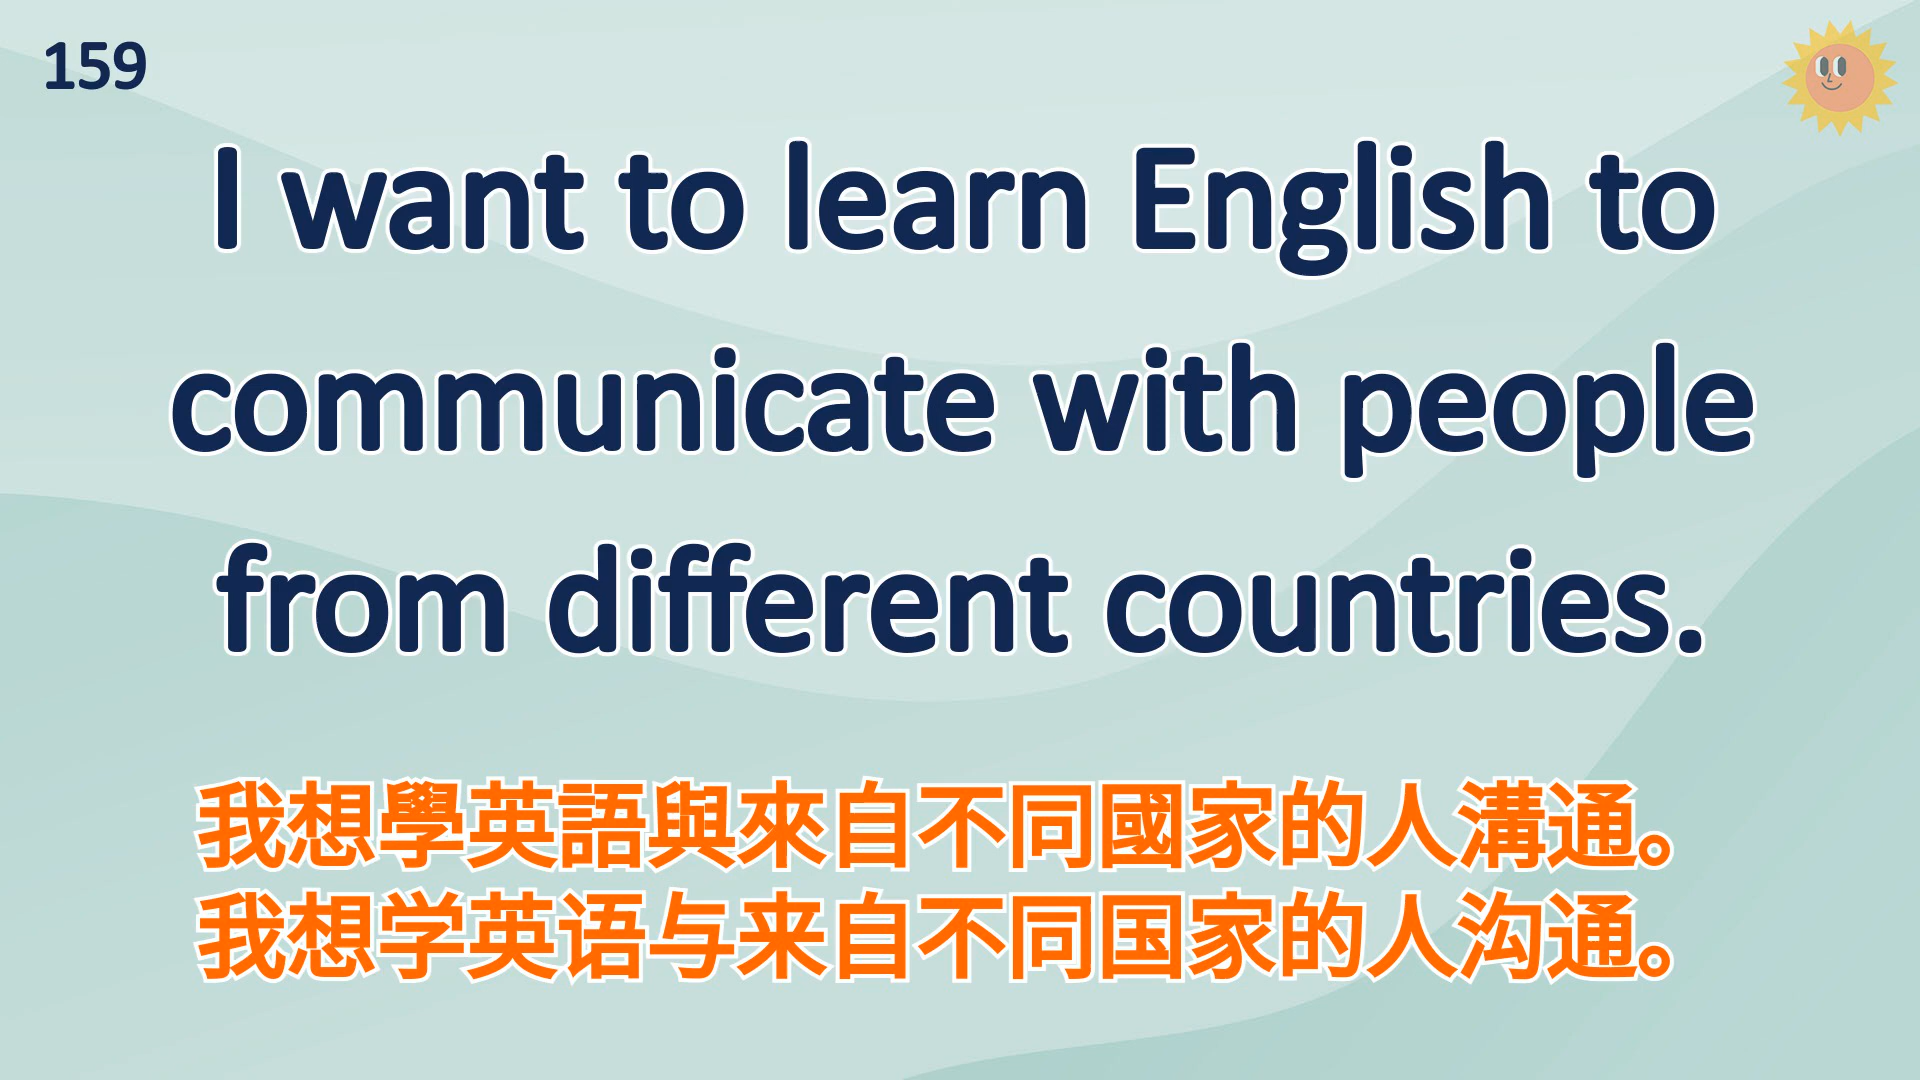 159
I want to learn English to
communicate with people
from different countries.
我想學英語與來自不同國家的人溝通。
我想学英语与来自不同国家的人沟通。